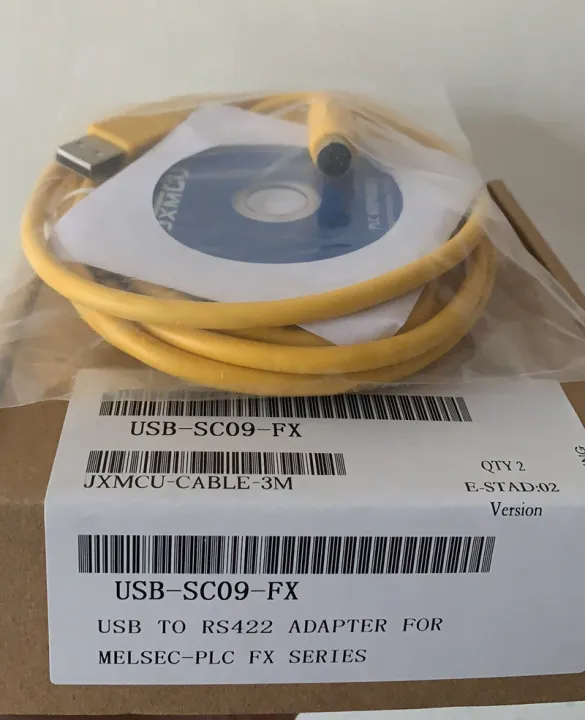 JXMCU
USB-SC09-FX
JXMCU-CABLE-3M
QTY 2
E-STAD:02
Version
USB-SC09-FX
USB TO RS422 ADAPTER FOR
MELSEC-PLC FX SERIES